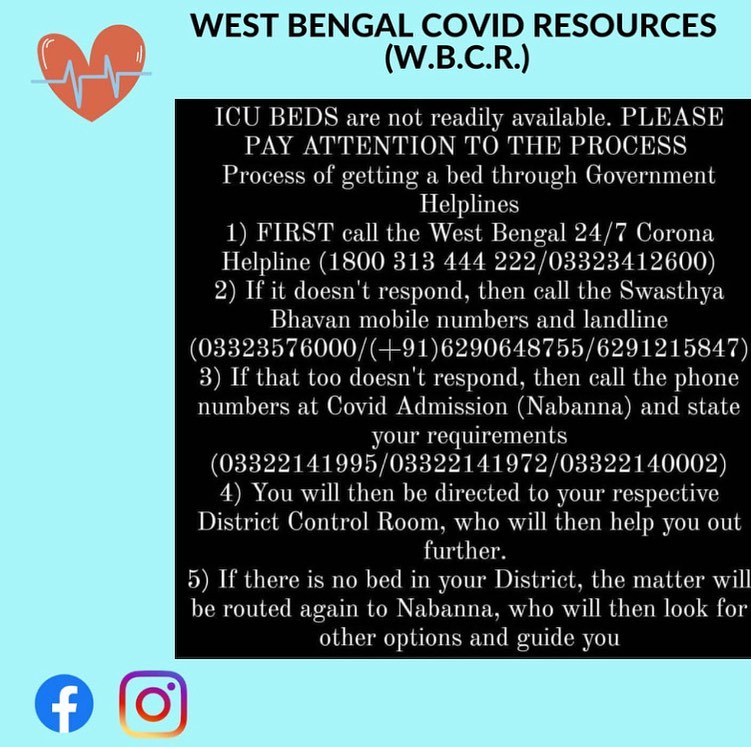 WEST BENGAL COVID RESOURCES
(W.B.C.R.)
ICU BEDS are not readily available. PLEASE
PAY ATTENTION TO THE PROCESS
Process of getting a bed through Government
Helplines
1) FIRST call the West Bengal 24/7 Corona
Helpline (1800 313 444 222/03323412600)
2) If it doesn't respond, then call the Swasthya
Bhavan mobile numbers and landline
(03323576000/(+91)6290648755/6291215847)
3) If that too doesn't respond, then call the phone
numbers at Covid Admission (Nabanna) and state
your requirements
(03322141995/03322141972/03322140002)
4) You will then be directed to your respective
District Control Room, who will then help you out
further.
5) If there is no bed in your District, the matter will
be routed again to Nabanna, who will then look for
other options and guide you